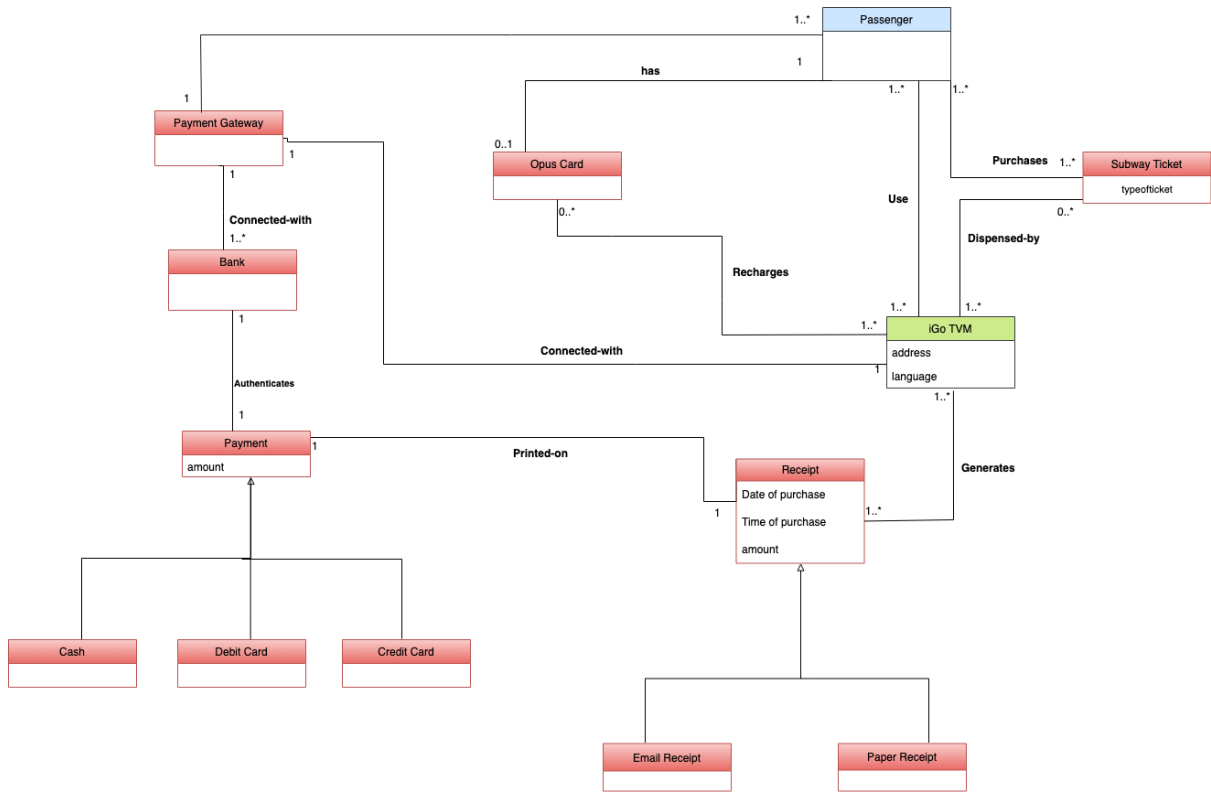 1..*
Passenger
1
has
1
1..*
1..*
Payment Gateway
1
0..1
Opus Card
Purchases
1..*
Subway Ticket
typeofticket
1
Use
0..*
0..*
Connected-with
1..*
Dispensed-by
Bank
Recharges
1
1..*
1..*
1..*
iGo TVM
address
language
Connected-with
1
Authenticates
1..*
1
Payment
amount
1
Printed-on
Receipt
Date of purchase
Time of purchase
amount
1
1..*
Generates
Cash
Debit Card
Credit Card
Email Receipt
Paper Receipt